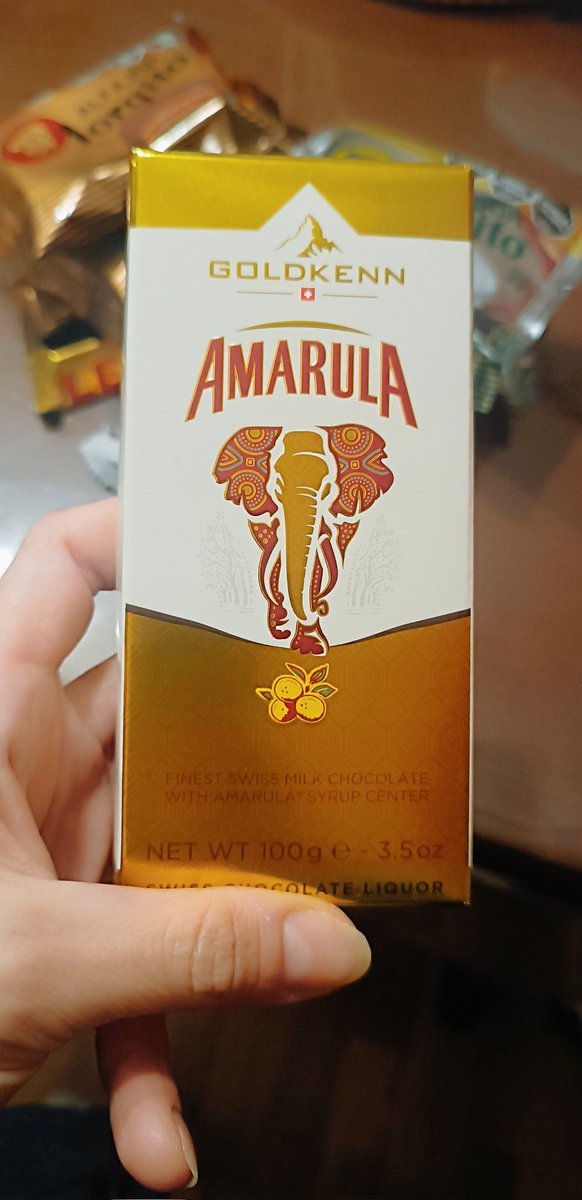 GOLDKENN
AMARULA
FINEST SWISS MILK CHOCOLATE
WITH AMARULA® SYRUP CENTER
NET WT 100g e - 3.5oz
SWISS CHOCOLATE LIQUOR